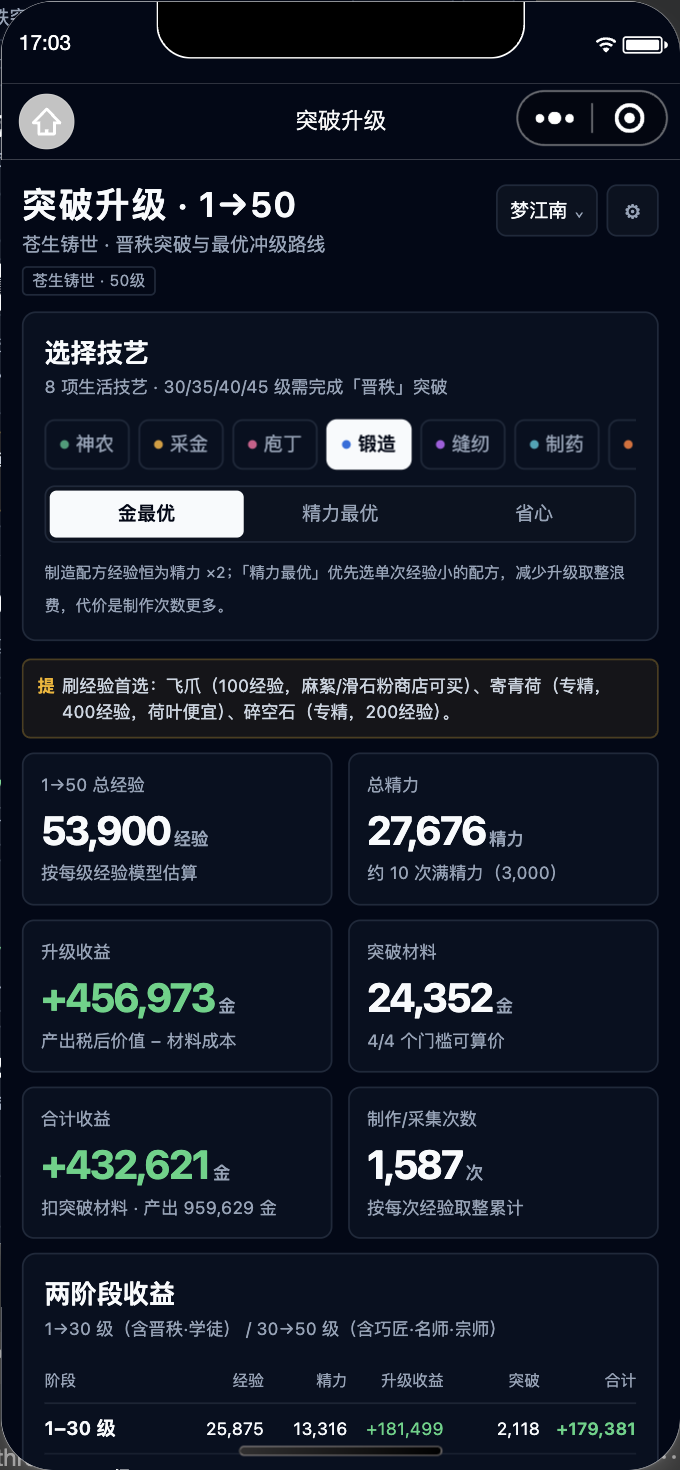 17:03
突破升级
突破升级 · 1→50
梦江南
苍生铸世 · 晋秩突破与最优冲级路线
苍生铸世 · 50级
选择技艺
8 项生活技艺 · 30/35/40/45 级需完成「晋秩」突破
神农 采金 庖丁 锻造 缝纫 制药
金最优 精力最优 省心
制造配方经验恒为精力 ×2；「精力最优」优先选单次经验小的配方，减少升级取整浪
费，代价是制作次数更多。
提 刷经验首选：飞爪（100经验，麻絮/滑石粉商店可买）、寄青荷（专精，
400经验，荷叶便宜）、碎空石（专精，200经验）。
1→50 总经验
53,900 经验
按每级经验模型估算
总精力
27,676 精力
约 10 次满精力（3,000）
升级收益
+456,973 金
产出税后价值 − 材料成本
突破材料
24,352 金
4/4 个门槛可算价
合计收益
+432,621 金
扣突破材料 · 产出 959,629 金
制作/采集次数
1,587 次
按每次经验取整累计
两阶段收益
1→30 级（含晋秩·学徒） / 30→50 级（含巧匠·名师·宗师）
阶段 经验 精力 升级收益 突破 合计
1–30 级 25,875 13,316 +181,499 2,118 +179,381